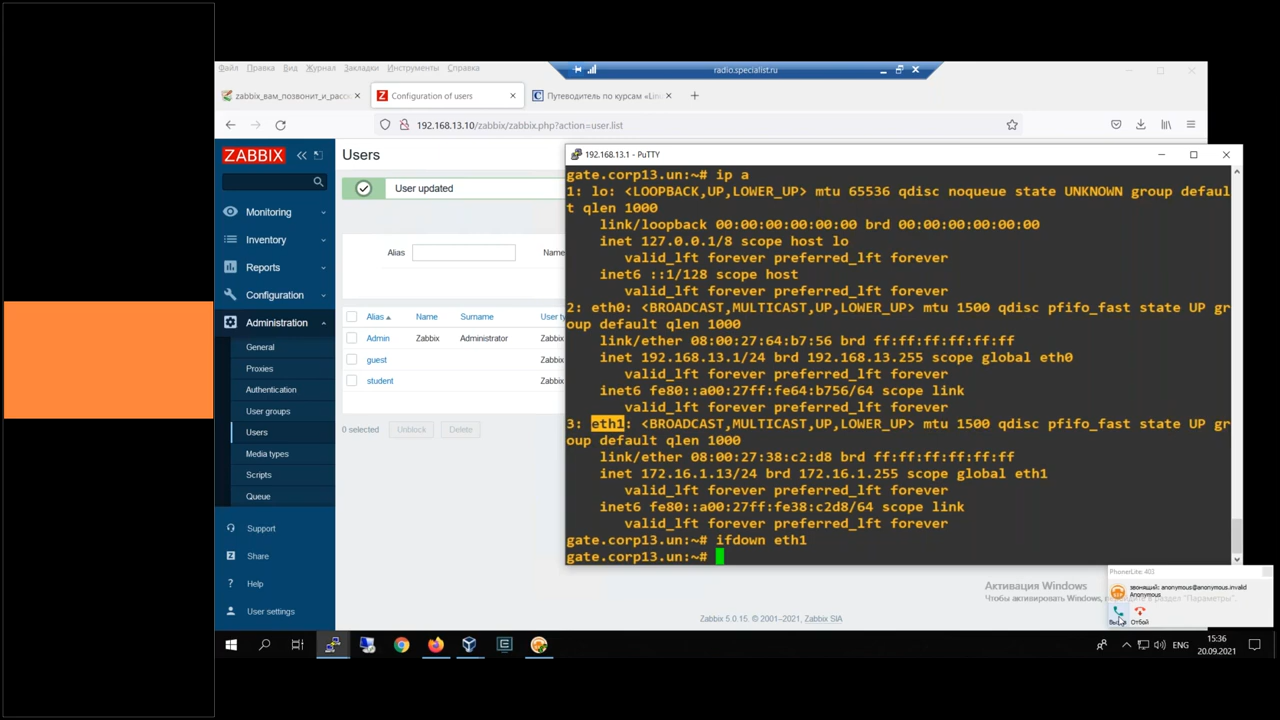 Файл Правка Вид Журнал Закладки Инструменты Справка
radio.specialist.ru
zabbix_вам_позвонит_и_расс
Configuration of users
Путеводитель по курсам «Lin
192.168.13.10/zabbix/zabbix.php?action=user.list
ZABBIX
Users
User updated
Monitoring
Inventory
Reports
Configuration
Administration
General
Proxies
Authentication
User groups
Users
Media types
Scripts
Queue
Support
Share
Help
User settings
Alias
Name
Alias Name Surname User ty
Admin Zabbix Administrator Zabbix
guest Zabbix
student Zabbix
0 selected Unblock Delete
192.168.13.1 - PuTTY
gate.corp13.un:~# ip a
1: lo: <LOOPBACK,UP,LOWER_UP> mtu 65536 qdisc noqueue state UNKNOWN group defaul
t qlen 1000
link/loopback 00:00:00:00:00:00 brd 00:00:00:00:00:00
inet 127.0.0.1/8 scope host lo
valid_lft forever preferred_lft forever
inet6 ::1/128 scope host
valid_lft forever preferred_lft forever
2: eth0: <BROADCAST,MULTICAST,UP,LOWER_UP> mtu 1500 qdisc pfifo_fast state UP gr
oup default qlen 1000
link/ether 08:00:27:64:b7:56 brd ff:ff:ff:ff:ff:ff
inet 192.168.13.1/24 brd 192.168.13.255 scope global eth0
valid_lft forever preferred_lft forever
inet6 fe80::a00:27ff:fe64:b756/64 scope link
valid_lft forever preferred_lft forever
3: eth1: <BROADCAST,MULTICAST,UP,LOWER_UP> mtu 1500 qdisc pfifo_fast state UP gr
oup default qlen 1000
link/ether 08:00:27:38:c2:d8 brd ff:ff:ff:ff:ff:ff
inet 172.16.1.13/24 brd 172.16.1.255 scope global eth1
valid_lft forever preferred_lft forever
inet6 fe80::a00:27ff:fe38:c2d8/64 scope link
valid_lft forever preferred_lft forever
gate.corp13.un:~# ifdown eth1
gate.corp13.un:~#
PhonerLite 403
звонящий: anonymous@anonymous.invalid
Anonymous
Отбой
Активация Windows
Чтобы активировать Windows, перейдите в раздел "Параметры".
Zabbix 5.0.15. © 2001–2021, Zabbix SIA
ENG
15:36
20.09.2021